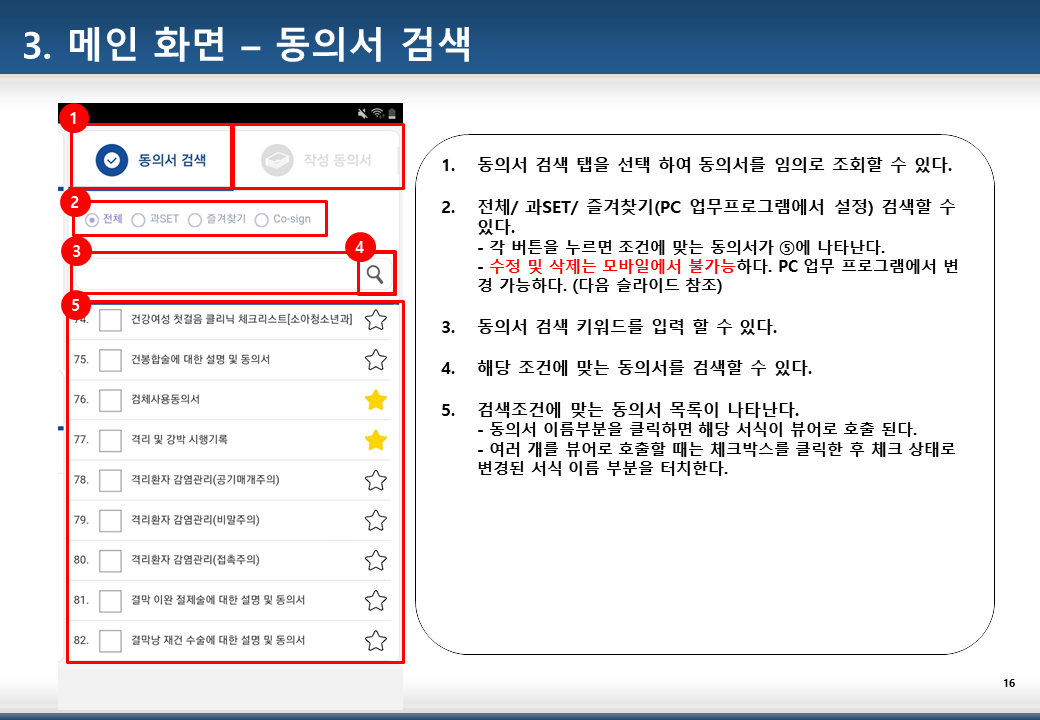 3. 메인 화면 – 동의서 검색
1
동의서 검색
작성 동의서
2
전체 과SET 즐겨찾기 Co-sign
3
4
5
74. 건강여성 첫걸음 클리닉 체크리스트[소아청소년과]
75. 건봉합술에 대한 설명 및 동의서
76. 검체사용동의서
77. 격리 및 강박 시행기록
78. 격리환자 감염관리(공기매개주의)
79. 격리환자 감염관리(비말주의)
80. 격리환자 감염관리(접촉주의)
81. 결막 이완 절제술에 대한 설명 및 동의서
82. 결막낭 재건 수술에 대한 설명 및 동의서
1. 동의서 검색 탭을 선택 하여 동의서를 임의로 조회할 수 있다.
2. 전체/ 과SET/ 즐겨찾기(PC 업무프로그램에서 설정) 검색할 수
있다.
- 각 버튼을 누르면 조건에 맞는 동의서가 ⑤에 나타난다.
- 수정 및 삭제는 모바일에서 불가능하다. PC 업무 프로그램에서 변
경 가능하다. (다음 슬라이드 참조)
3. 동의서 검색 키워드를 입력 할 수 있다.
4. 해당 조건에 맞는 동의서를 검색할 수 있다.
5. 검색조건에 맞는 동의서 목록이 나타난다.
- 동의서 이름부분을 클릭하면 해당 서식이 뷰어로 호출 된다.
- 여러 개를 뷰어로 호출할 때는 체크박스를 클릭한 후 체크 상태로
변경된 서식 이름 부분을 터치한다.
16